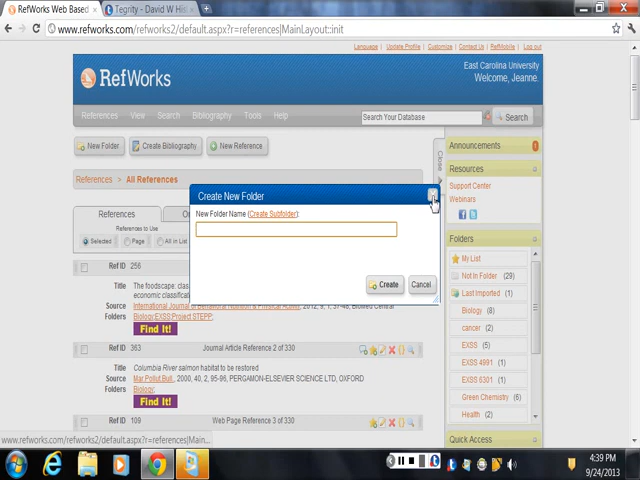 RefWorks Web Based
Tegrity - David W Hils
www.refworks.com/refworks2/default.aspx?r=references|MainLayout::init
Language | Update Profile | Customize | Contact Us | RefMobile | Log out
RefWorks
East Carolina University
Welcome, Jeanne.
References View Search Bibliography Tools Help
Search Your Database
Search
New Folder
Create Bibliography
New Reference
Close
References > All References
References
References to Use
Selected Page All in List
Create New Folder
New Folder Name (Create Subfolder):
Create
Cancel
Ref ID 256
Title The foodscape: class
economic classificat
Source International Journal of Behavioral Nutrition & Physical Activity, 2012, 9, 1, 37-48, BioMed Central
Folders Biology;EXSS;Project STEPP;
Find It!
Ref ID 363 Journal Article Reference 2 of 330
Title Columbia River salmon habitat to be restored
Source Mar.Pollut.Bull., 2000, 40, 2, 95-95, PERGAMON-ELSEVIER SCIENCE LTD, OXFORD
Folders Biology;
Find It!
Ref ID 109 Web Page Reference 3 of 330
Announcements
Resources
Support Center
Webinars
Folders
My List
Not In Folder (29)
Last Imported (1)
Biology (8)
cancer (2)
EXSS (5)
EXSS 4991 (1)
EXSS 6301 (1)
Green Chemistry (6)
Health (2)
Quick Access
www.refworks.com/refworks2/default.aspx?r=references|Main...
4:39 PM
9/24/2013